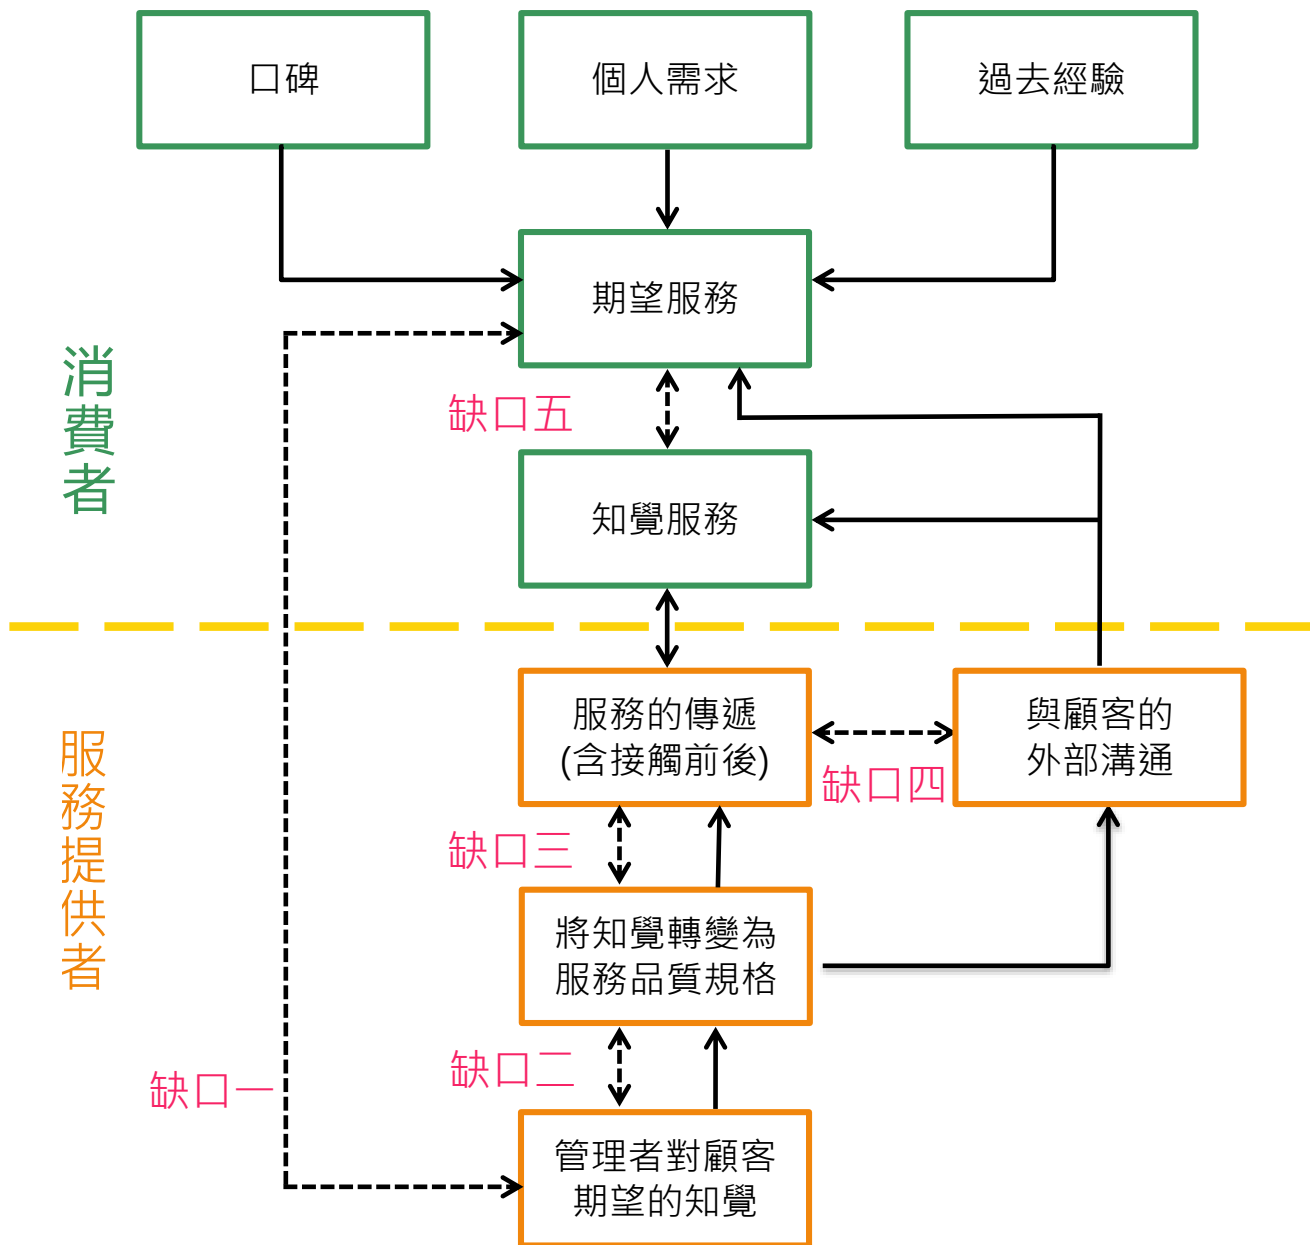 口碑
個人需求
過去經驗
期望服務
消費者
缺口五
知覺服務
服務提供者
服務的傳遞
(含接觸前後)
與顧客的
外部溝通
缺口四
缺口三
將知覺轉變為
服務品質規格
缺口二
缺口一
管理者對顧客
期望的知覺